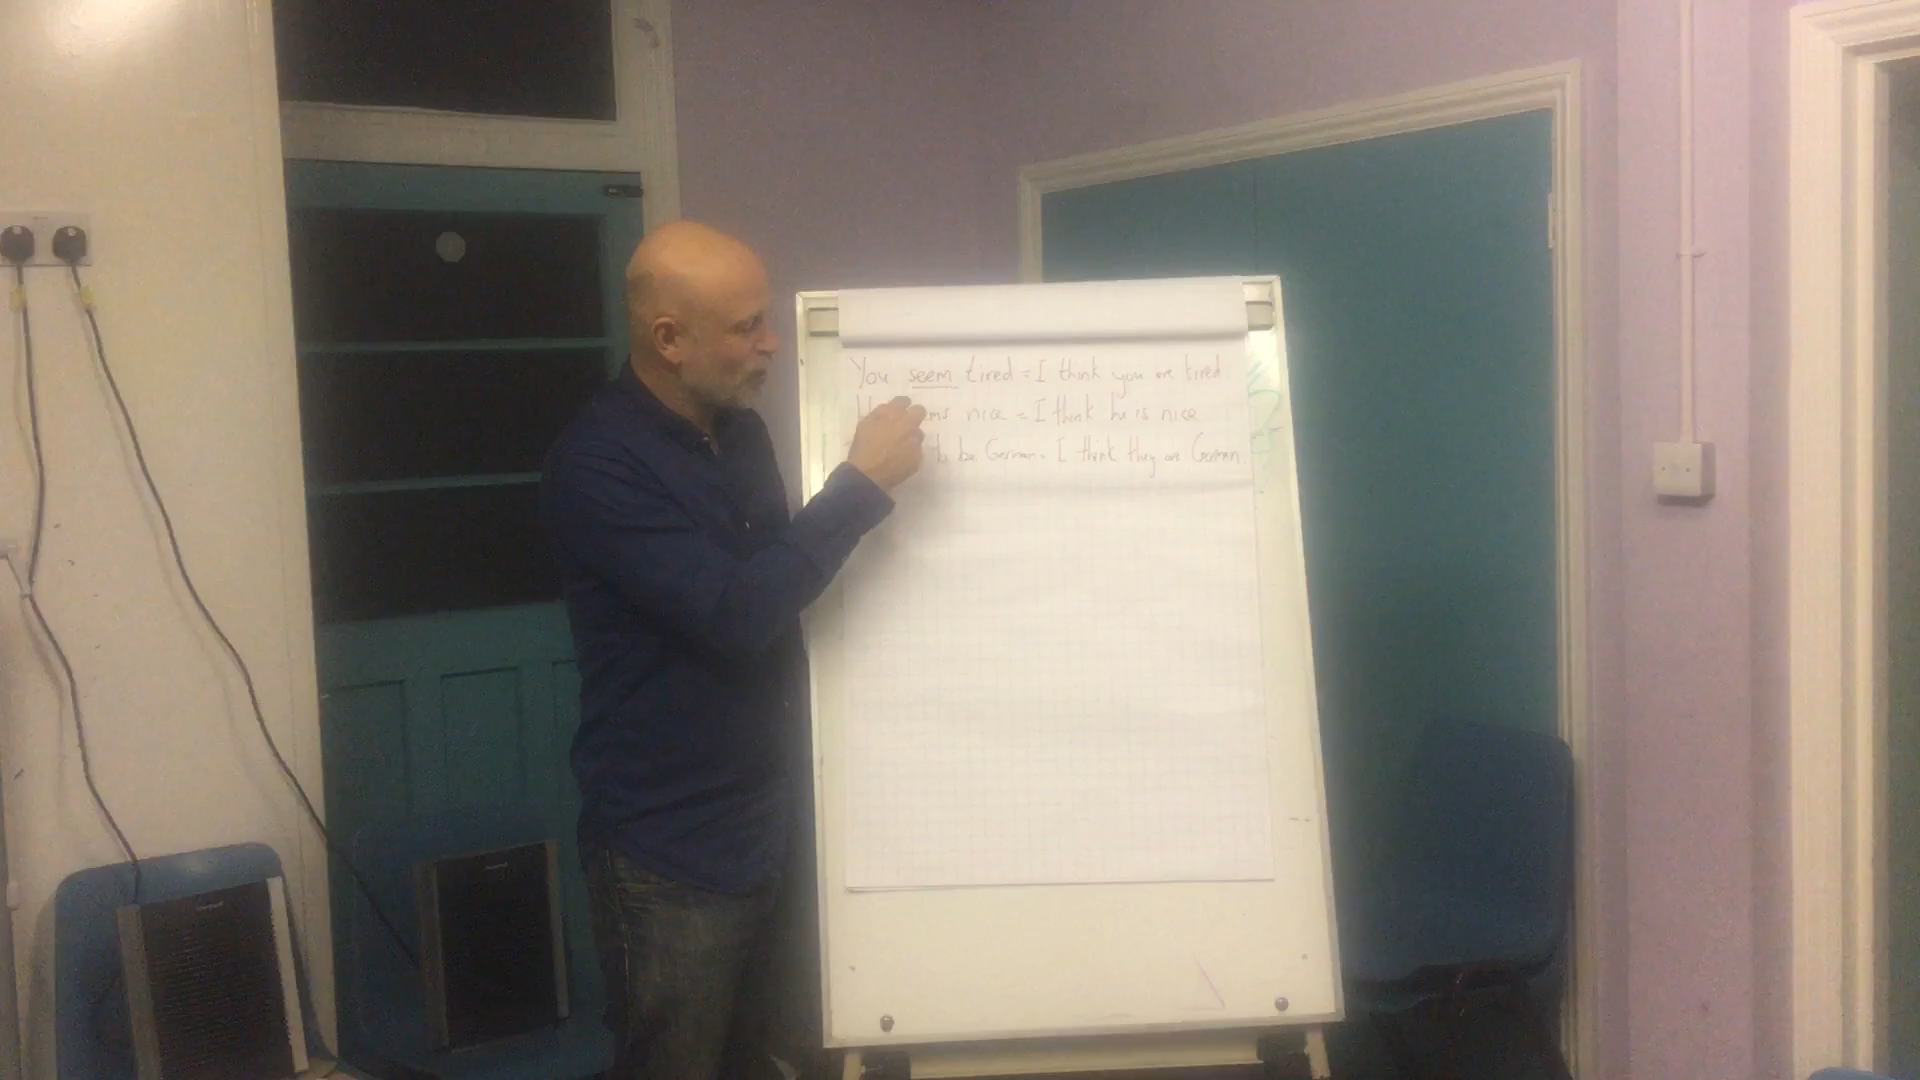 You seem tired = I think you are tired.
nice = I think he is nice
to be German = I think they are German.